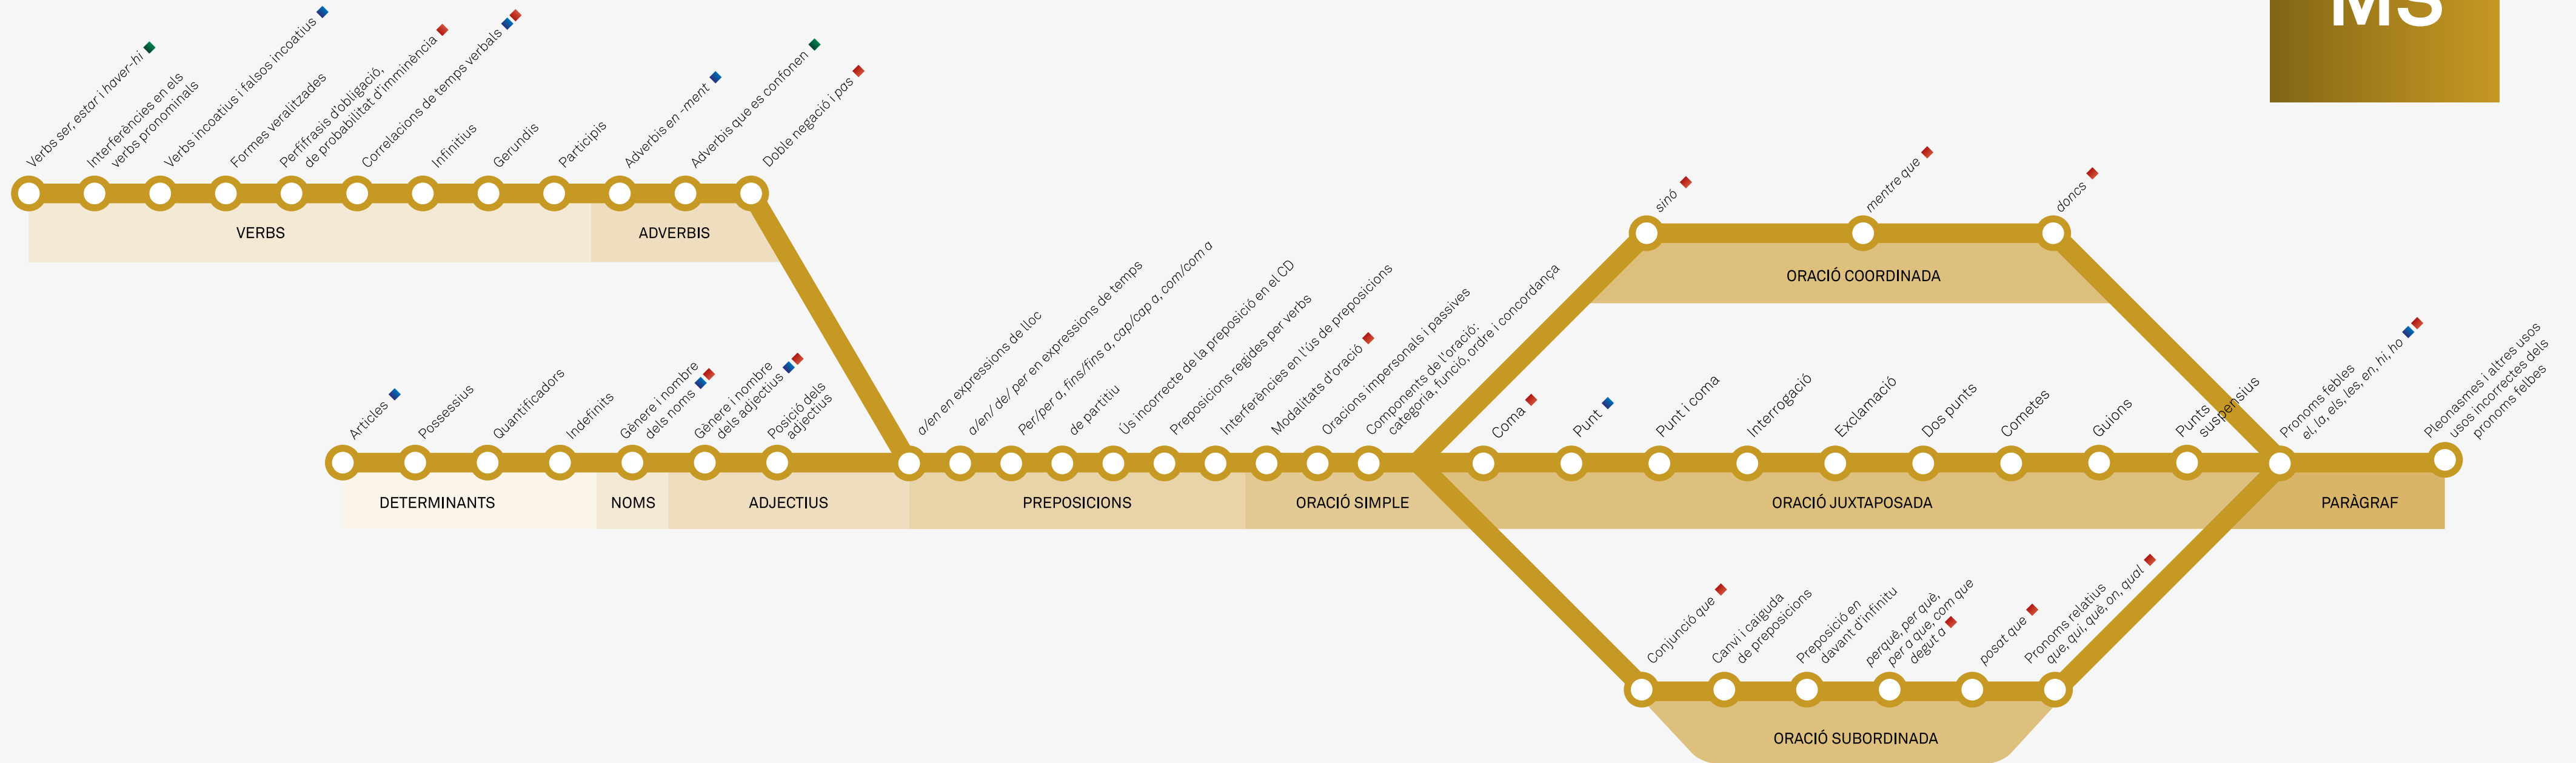 MS
Verbs ser, estar i haver-hi
Interferències en els
verbs pronominals
Verbs incoatius i falsos incoatius
Formes veralitzades
Perfífrasis d'obligació,
de probabilitat d'imminència
Correlacions de temps verbals
Infinitius
Gerundis
Participis
Adverbis en -ment
Adverbis que es confonen
Doble negació i pas
VERBS
ADVERBIS
sinó
mentre que
doncs
ORACIÓ COORDINADA
Articles
Possessius
Quantificadors
Indefinits
Gènere i nombre
dels noms
Gènere i nombre
dels adjectius
Posició dels
adjectius
a/en en expressions de lloc
a/en/ de/ per en expressions de temps
Per/per a, fins/fins a, cap/cap a, com/com a
de partitiu
Ús incorrecte de la preposició en el CD
Preposicions regides per verbs
Interferències en l'ús de preposicions
Modalitats d'oració
Oracions impersonals i passives
Components de l'oració:
categoria, funció, ordre i concordança
Coma
Punt
Punt i coma
Interrogació
Exclamació
Dos punts
Cometes
Guions
Punts
suspensius
Pronoms febles
el, la, els, les, en, hi, ho
Pleonasmes i altres usos
usos incorrectes dels
pronoms felbes
DETERMINANTS
NOMS
ADJECTIUS
PREPOSICIONS
ORACIÓ SIMPLE
ORACIÓ JUXTAPOSADA
PARÀGRAF
Conjunció que
Canvi i caiguda
de preposicions
Preposició en
davant d'infinitu
perquè, per què,
per a que, com que
degut a
posat que
Pronoms relatius
que, qui, què, on, qual
ORACIÓ SUBORDINADA